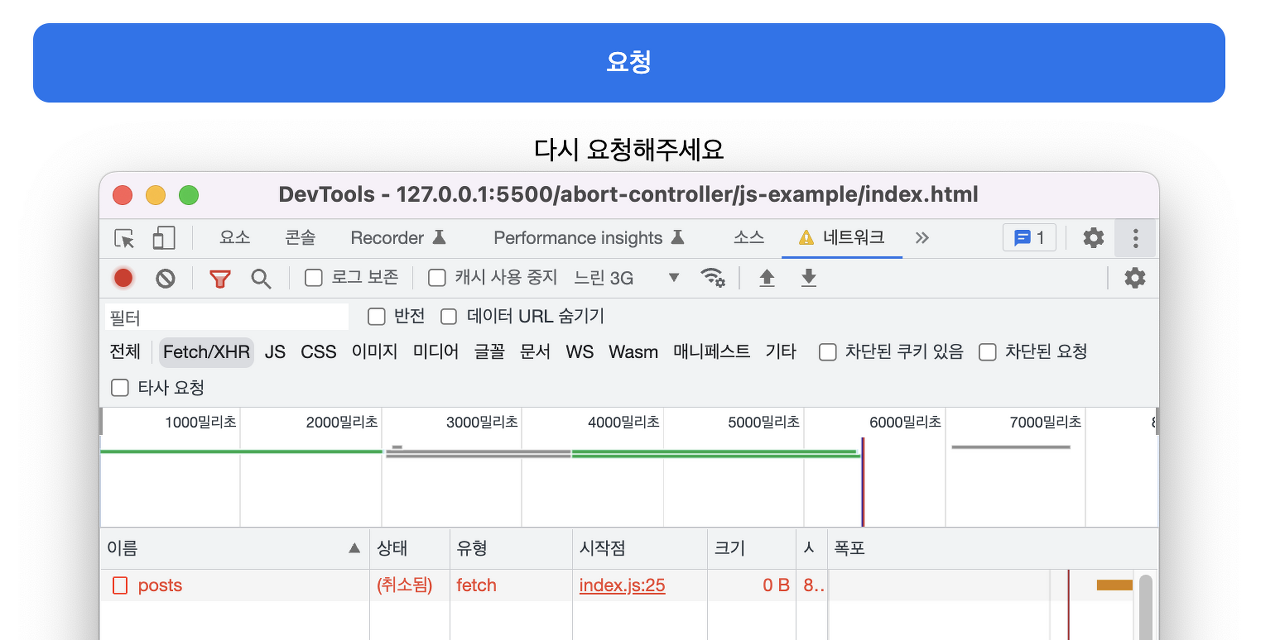 요청
다시 요청해주세요
DevTools - 127.0.0.1:5500/abort-controller/js-example/index.html
요소 콘솔 Recorder Performance insights 소스 네트워크 1
로그 보존 캐시 사용 중지 느린 3G
필터 반전 데이터 URL 숨기기
전체 Fetch/XHR JS CSS 이미지 미디어 글꼴 문서 WS Wasm 매니페스트 기타 차단된 쿠키 있음 차단된 요청
타사 요청
1000밀리초 2000밀리초 3000밀리초 4000밀리초 5000밀리초 6000밀리초 7000밀리초
이름 상태 유형 시작점 크기 폭포
posts (취소됨) fetch index.js:25 0 B 8..